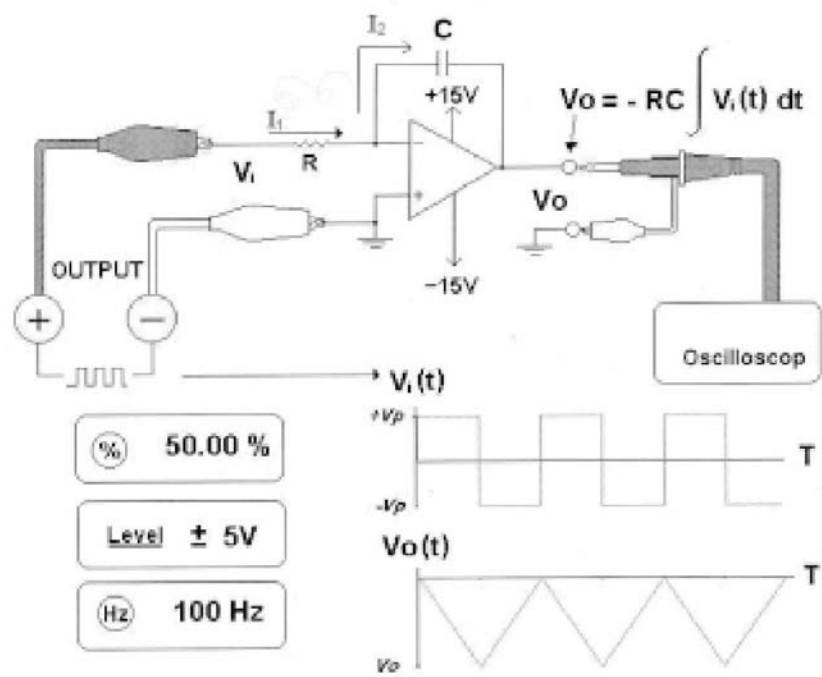 I₂
C
+15V
Vo = - RC ∫ Vᵢ(t) dt
I₁
Vᵢ
R
−
+
Vo
OUTPUT
−15V
+
−
Oscilloscop
Vᵢ(t)
+Vp
T
-Vp
% 50.00 %
Level ± 5V
Hz 100 Hz
Vo(t)
T
Vo